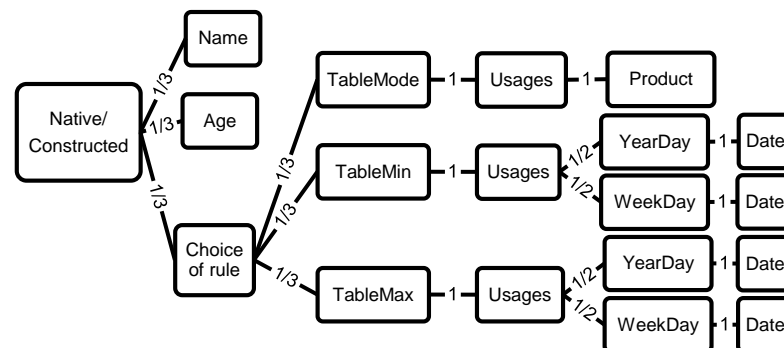 Name
1/3
TableMode
1
Usages
1
Product
Native/
Constructed
1/3
Age
1/3
YearDay
1
Date
1/2
TableMin
1
Usages
1/3
1/2
WeekDay
1
Date
1/3
Choice
of rule
YearDay
1
Date
1/3
1/2
TableMax
1
Usages
1/2
WeekDay
1
Date